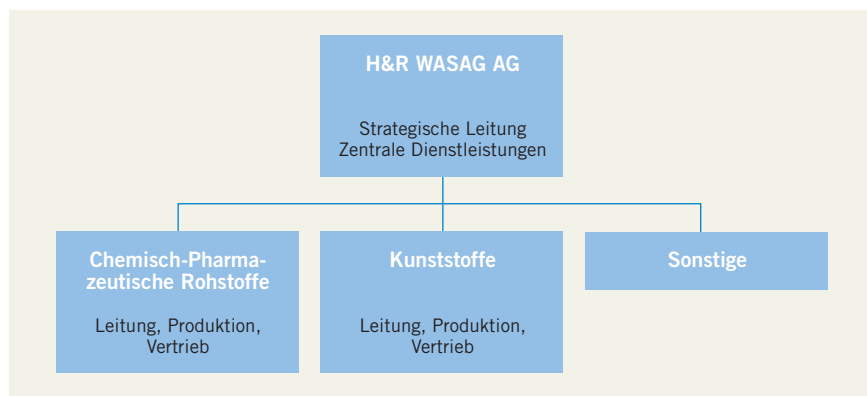 H&R WASAG AG
Strategische Leitung
Zentrale Dienstleistungen
Chemisch-Pharma-
zeutische Rohstoffe
Leitung, Produktion,
Vertrieb
Kunststoffe
Leitung, Produktion,
Vertrieb
Sonstige